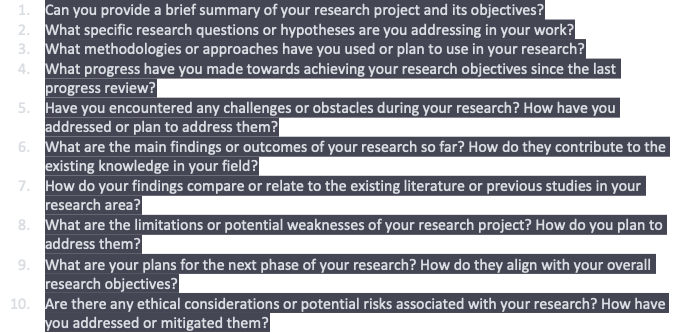 1. Can you provide a brief summary of your research project and its objectives?
2. What specific research questions or hypotheses are you addressing in your work?
3. What methodologies or approaches have you used or plan to use in your research?
4. What progress have you made towards achieving your research objectives since the last
progress review?
5. Have you encountered any challenges or obstacles during your research? How have you
addressed or plan to address them?
6. What are the main findings or outcomes of your research so far? How do they contribute to the
existing knowledge in your field?
7. How do your findings compare or relate to the existing literature or previous studies in your
research area?
8. What are the limitations or potential weaknesses of your research project? How do you plan to
address them?
9. What are your plans for the next phase of your research? How do they align with your overall
research objectives?
10. Are there any ethical considerations or potential risks associated with your research? How have
you addressed or mitigated them?